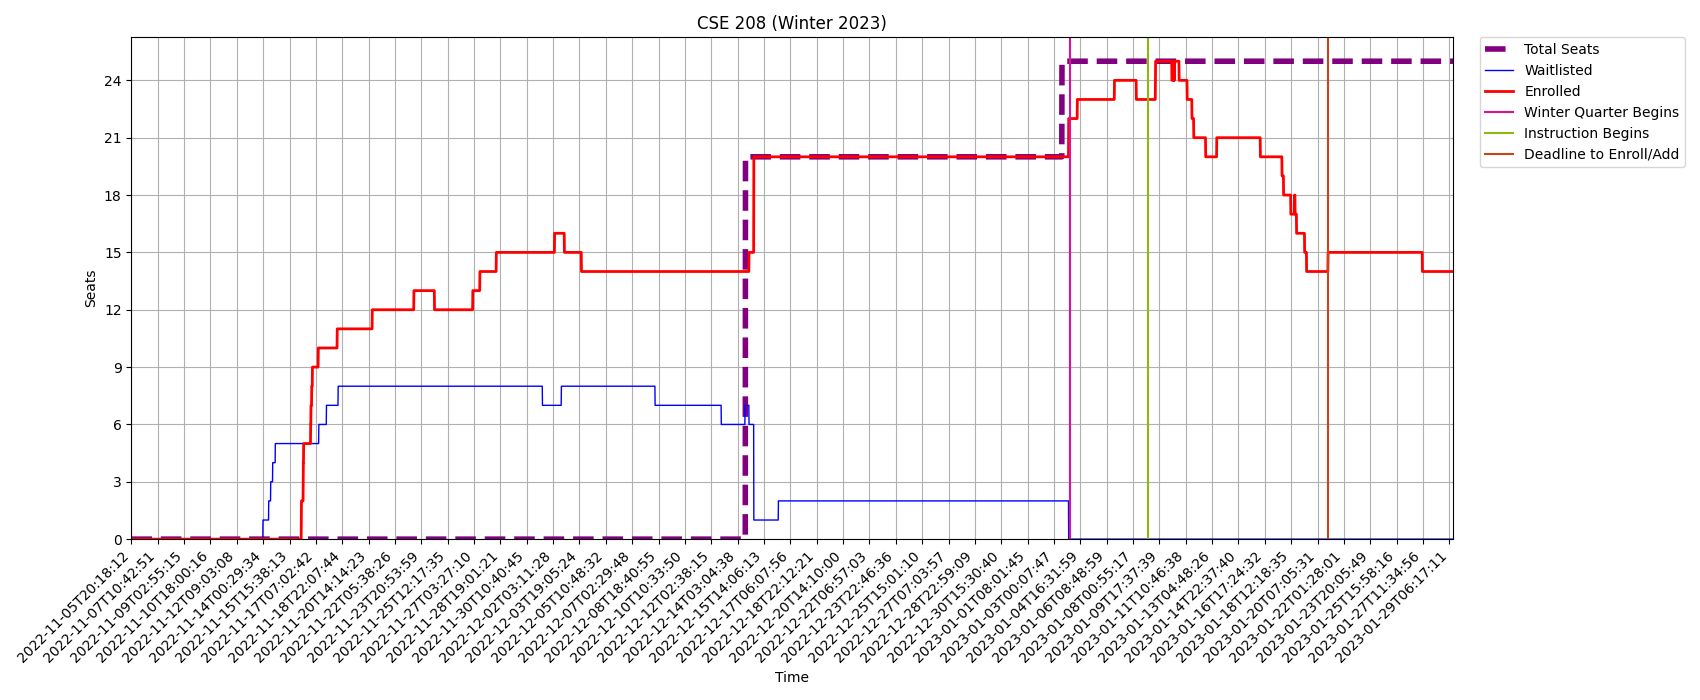 CSE 208 (Winter 2023)
Total Seats
Waitlisted
Enrolled
Winter Quarter Begins
Instruction Begins
Deadline to Enroll/Add
Seats
24
21
18
15
12
9
6
3
0
2022-11-05T20:18:12
2022-11-07T10:42:51
2022-11-09T02:55:15
2022-11-10T18:00:16
2022-11-12T09:03:08
2022-11-14T00:29:34
2022-11-15T15:38:13
2022-11-17T07:02:42
2022-11-18T22:07:44
2022-11-20T14:14:23
2022-11-22T05:38:26
2022-11-23T20:53:59
2022-11-25T12:17:35
2022-11-27T03:27:10
2022-11-28T19:01:21
2022-11-30T10:40:45
2022-12-02T03:11:28
2022-12-03T19:05:24
2022-12-05T10:48:32
2022-12-07T02:29:48
2022-12-08T18:40:55
2022-12-10T10:33:50
2022-12-12T02:38:15
2022-12-14T03:04:38
2022-12-15T14:06:13
2022-12-17T06:07:56
2022-12-18T22:12:21
2022-12-20T14:10:00
2022-12-22T06:57:03
2022-12-23T22:46:36
2022-12-25T15:01:10
2022-12-27T07:03:57
2022-12-28T22:59:09
2022-12-30T15:30:40
2023-01-01T08:01:45
2023-01-03T00:07:47
2023-01-04T16:31:59
2023-01-06T08:48:59
2023-01-08T00:55:17
2023-01-09T17:37:39
2023-01-11T10:46:38
2023-01-13T04:48:26
2023-01-14T22:37:40
2023-01-16T17:24:32
2023-01-18T12:18:35
2023-01-20T07:05:31
2023-01-22T01:28:01
2023-01-23T20:05:49
2023-01-25T15:58:16
2023-01-27T11:34:56
2023-01-29T06:17:11
Time